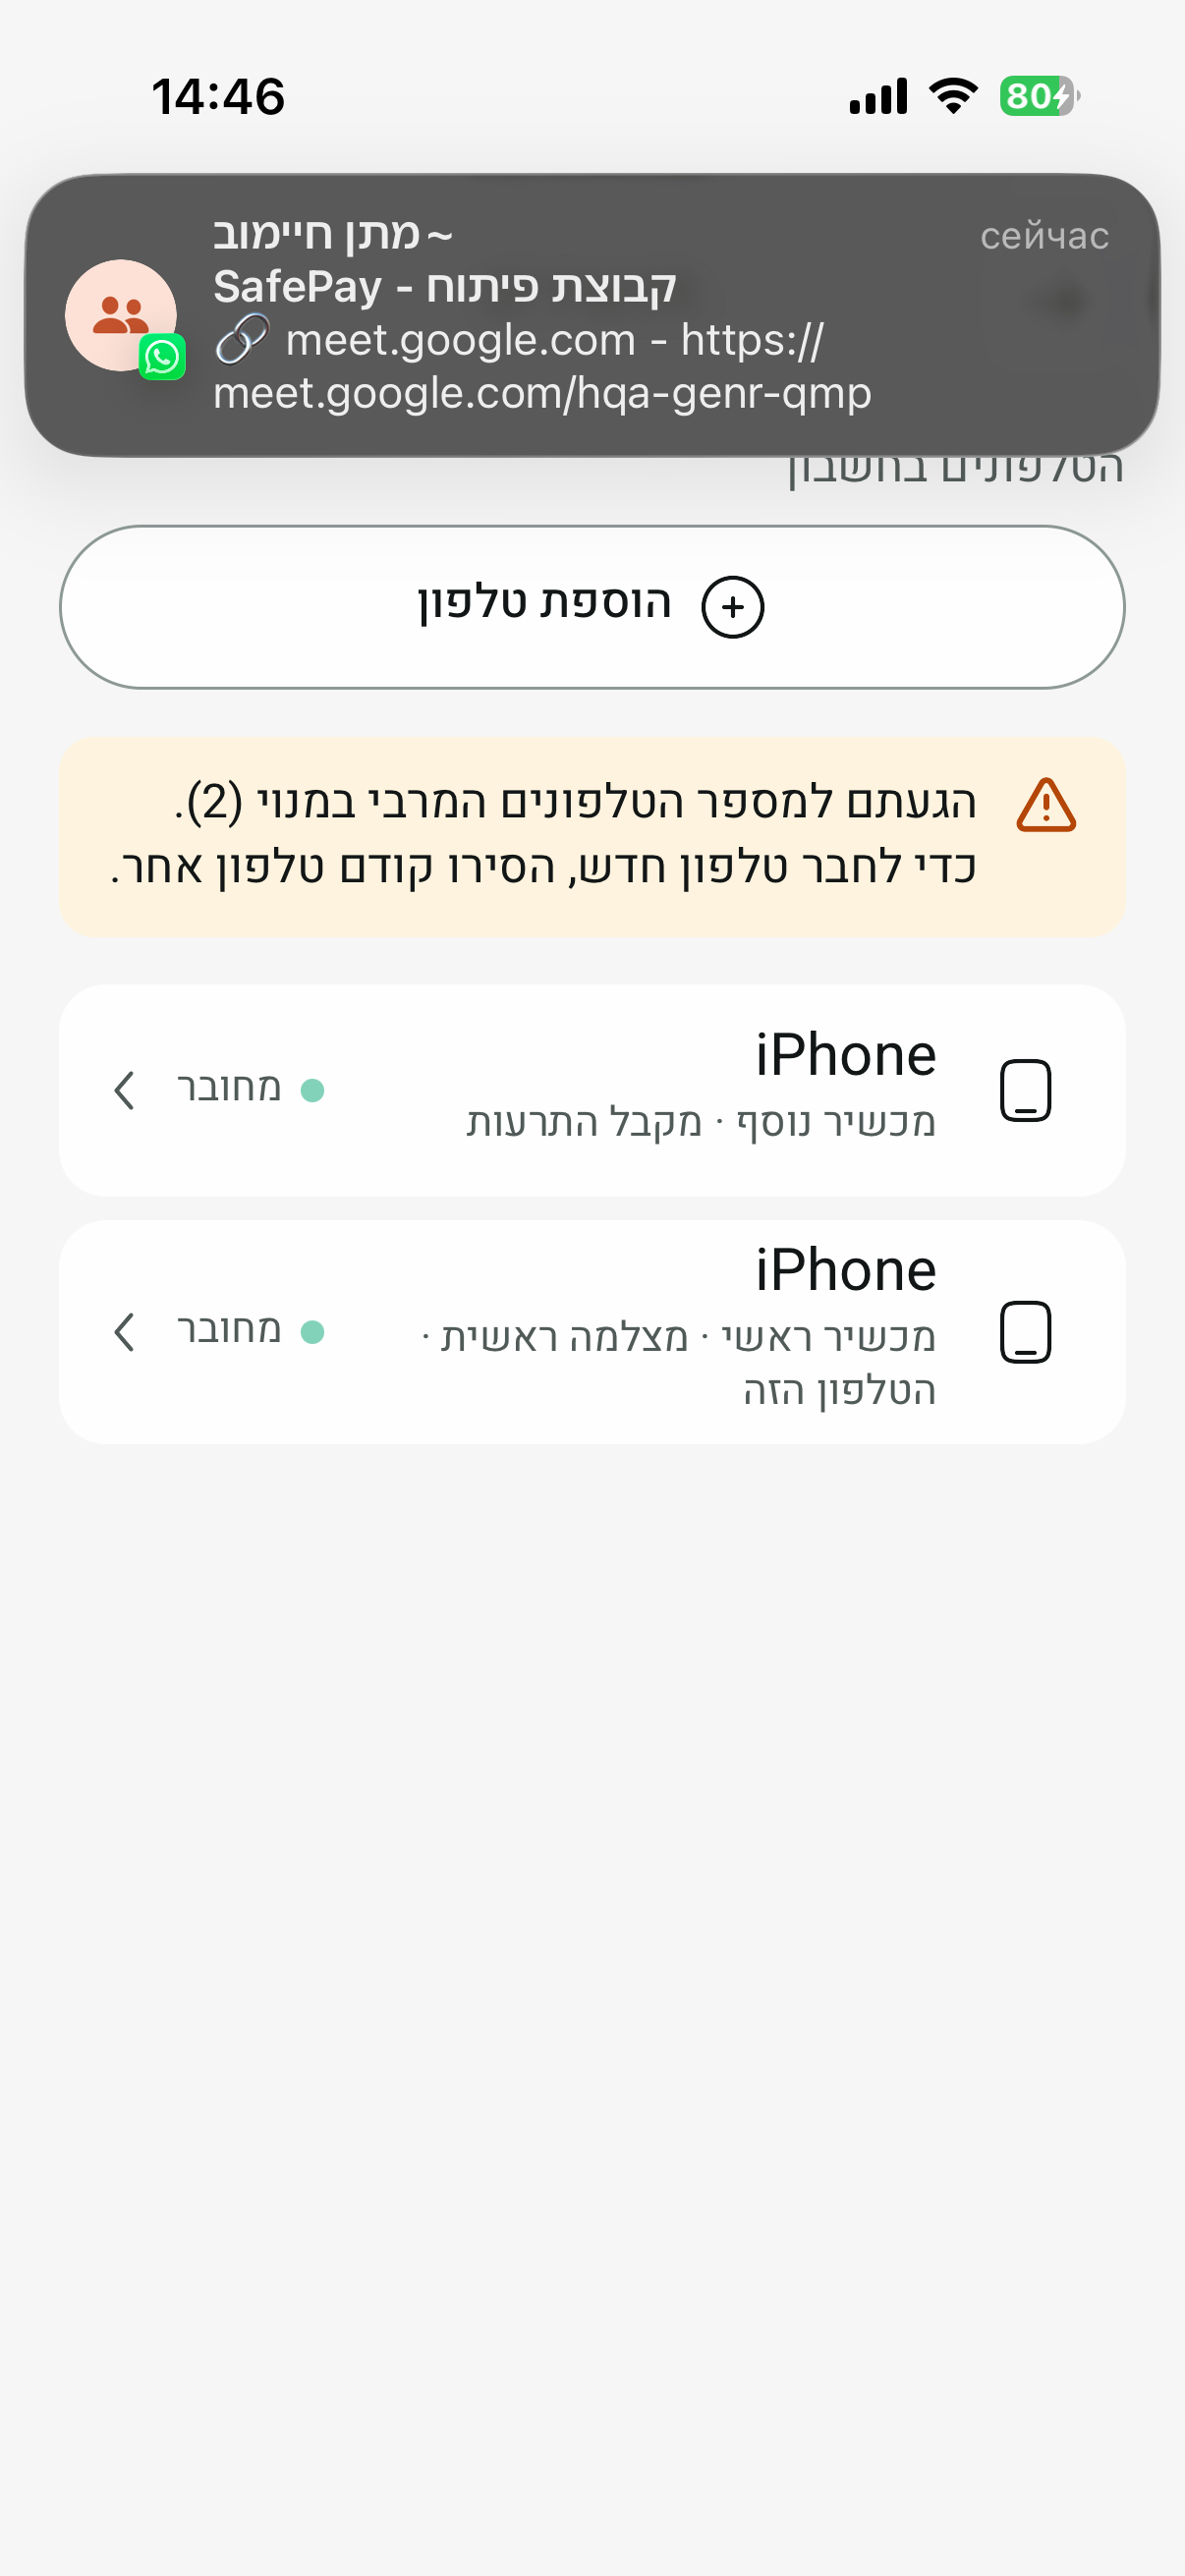 14:46
80
~מתן חיימוב
сейчас
SafePay - קבוצת פיתוח
🔗 meet.google.com - https://
meet.google.com/hqa-genr-qmp
הטלפונים בחשבון
הוספת טלפון
הגעתם למספר הטלפונים המרבי במנוי (2).
כדי לחבר טלפון חדש, הסירו קודם טלפון אחר.
iPhone
מכשיר נוסף · מקבל התרעות
מחובר
iPhone
מכשיר ראשי · מצלמה ראשית ·
הטלפון הזה
מחובר